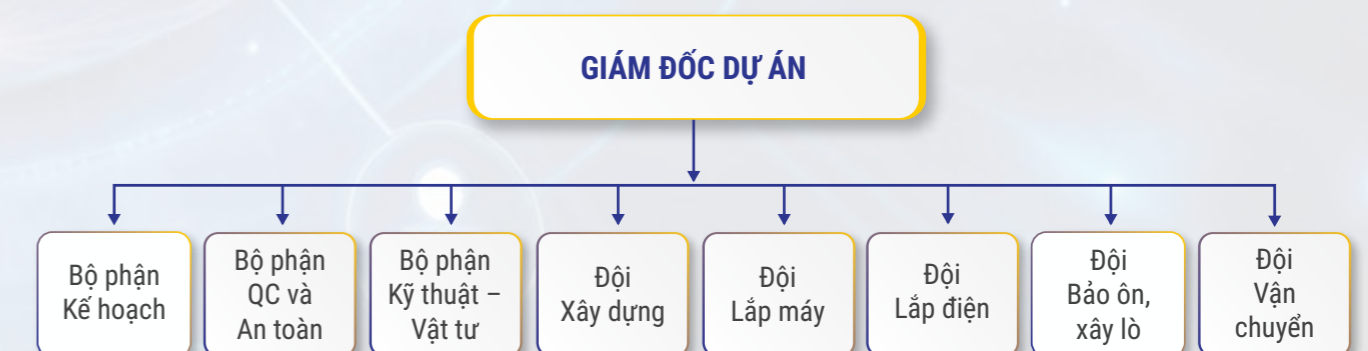 GIÁM ĐỐC DỰ ÁN
Bộ phận
Kế hoạch
Bộ phận
QC và
An toàn
Bộ phận
Kỹ thuật –
Vật tư
Đội
Xây dựng
Đội
Lắp máy
Đội
Lắp điện
Đội
Bảo ôn,
xây lò
Đội
Vận
chuyển